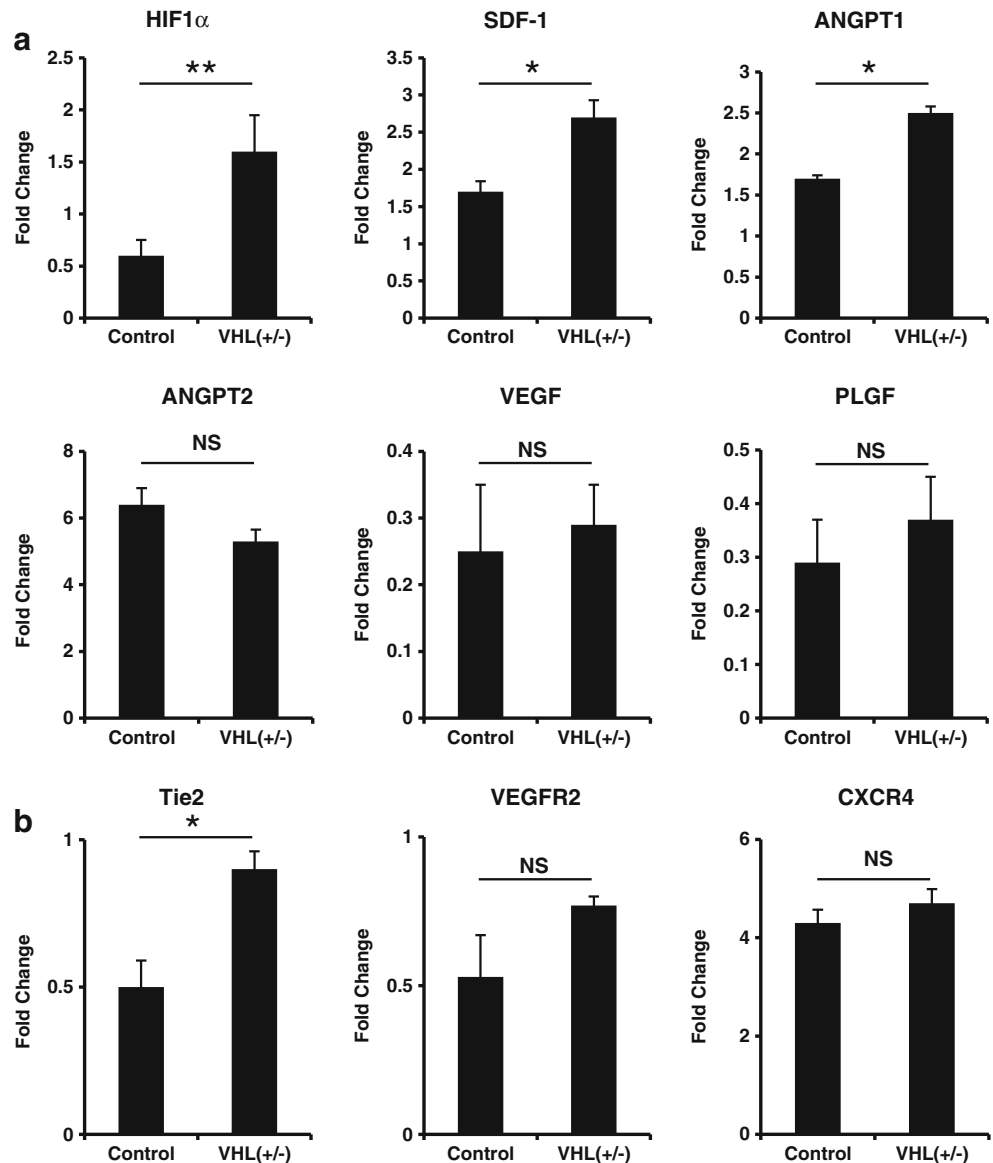 a
HIF1α
Fold Change
2.5
2
1.5
1
0.5
0
**
Control
VHL(+/-)
SDF-1
Fold Change
3.5
3
2.5
2
1.5
1
0.5
0
*
Control
VHL(+/-)
ANGPT1
Fold Change
3
2.5
2
1.5
1
0.5
0
*
Control
VHL(+/-)
ANGPT2
Fold Change
8
6
4
2
0
NS
Control
VHL(+/-)
VEGF
Fold Change
0.4
0.3
0.2
0.1
0
NS
Control
VHL(+/-)
PLGF
Fold Change
0.5
0.4
0.3
0.2
0.1
0
NS
Control
VHL(+/-)
b
Tie2
Fold Change
1
0.5
0
*
Control
VHL(+/-)
VEGFR2
Fold Change
1
0.5
0
NS
Control
VHL(+/-)
CXCR4
Fold Change
6
4
2
0
NS
Control
VHL(+/-)